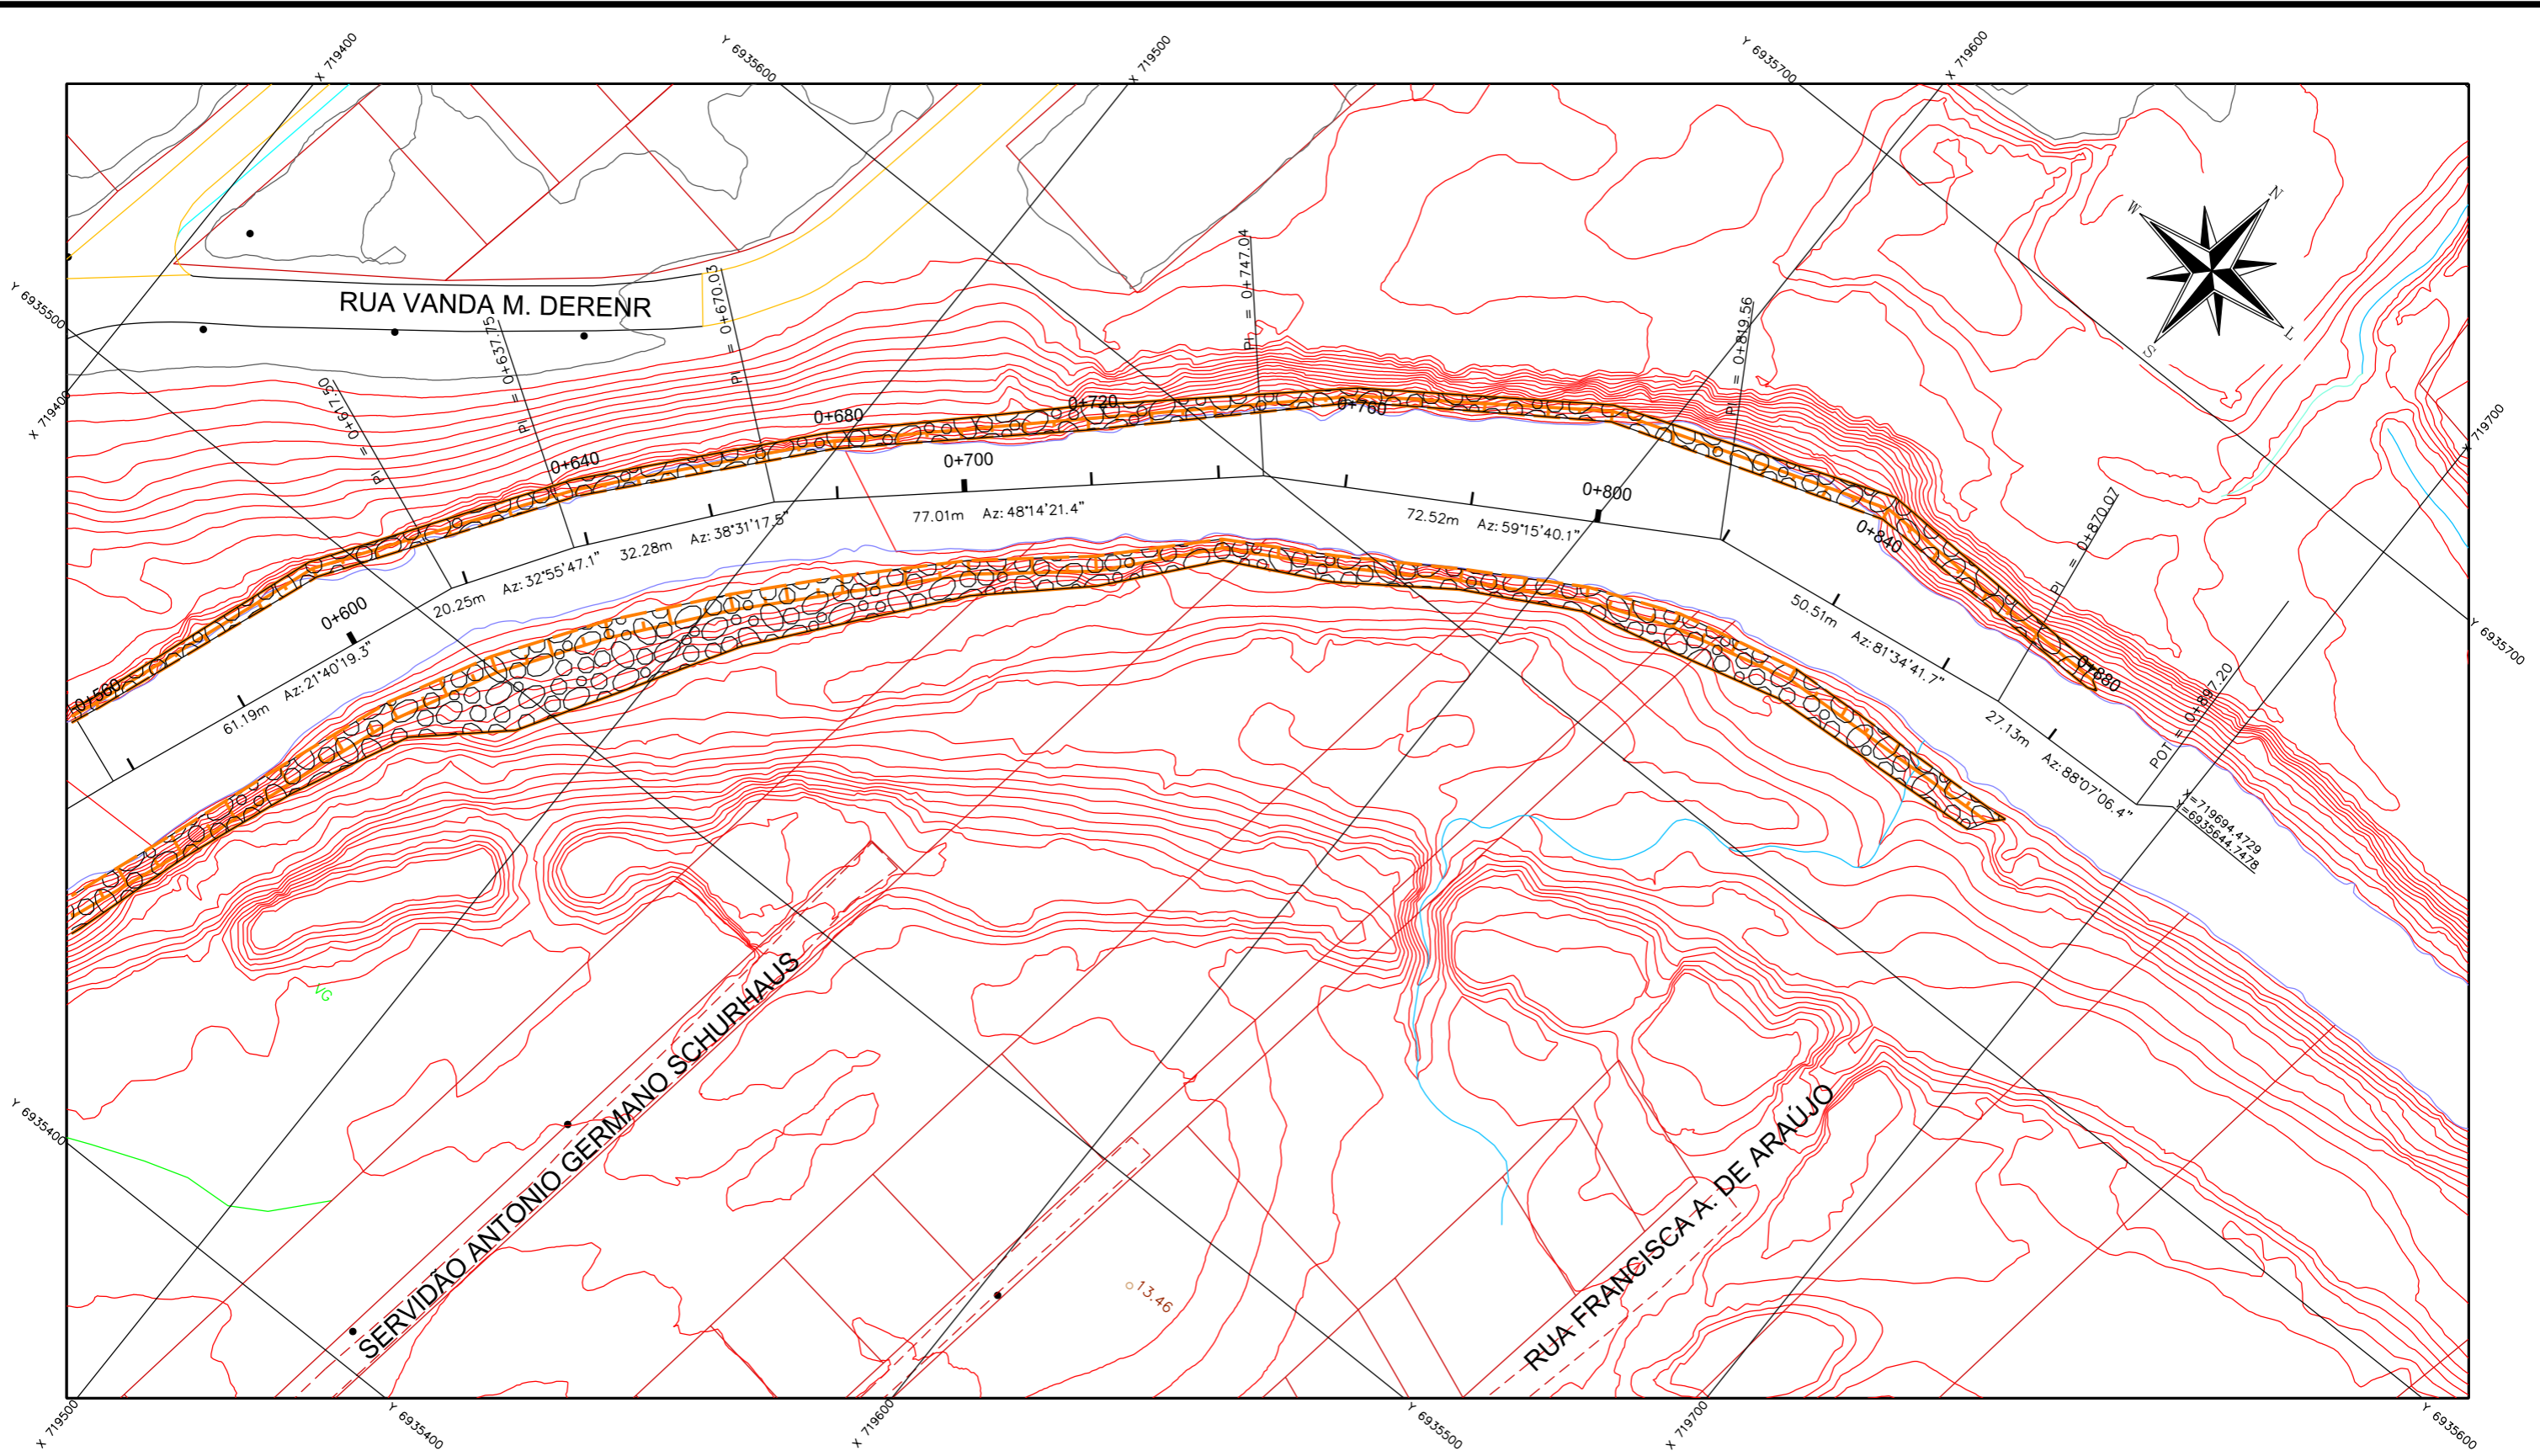 X 719400
Y 6935600
X 719500
Y 6935700
X 719600
N
W
L
S
Y 6935500
X 719400
RUA VANDA M. DERENR
PI = 0+617.50
PI = 0+637.75
PI = 0+670.03
PI = 0+747.04
PI = 0+819.56
PI = 0+870.07
POT = 0+897.20
X 719700
Y 6935700
0+560
0+600
0+640
0+680
0+700
0+720
0+760
0+800
0+840
0+880
61.19m Az: 21°40'19.3"
20.25m Az: 32°55'47.1"
32.28m Az: 38°31'17.5"
77.01m Az: 48°14'21.4"
72.52m Az: 59°15'40.1"
50.51m Az: 81°34'41.7"
27.13m Az: 88°07'06.4"
X=719694.4729
Y=6935644.7478
VG
SERVIDÃO ANTONIO GERMANO SCHURHAUS
RUA FRANCISCA A. DE ARAÚJO
13.46
Y 6935400
X 719500
Y 6935400
X 719600
Y 6935500
X 719700
Y 6935600